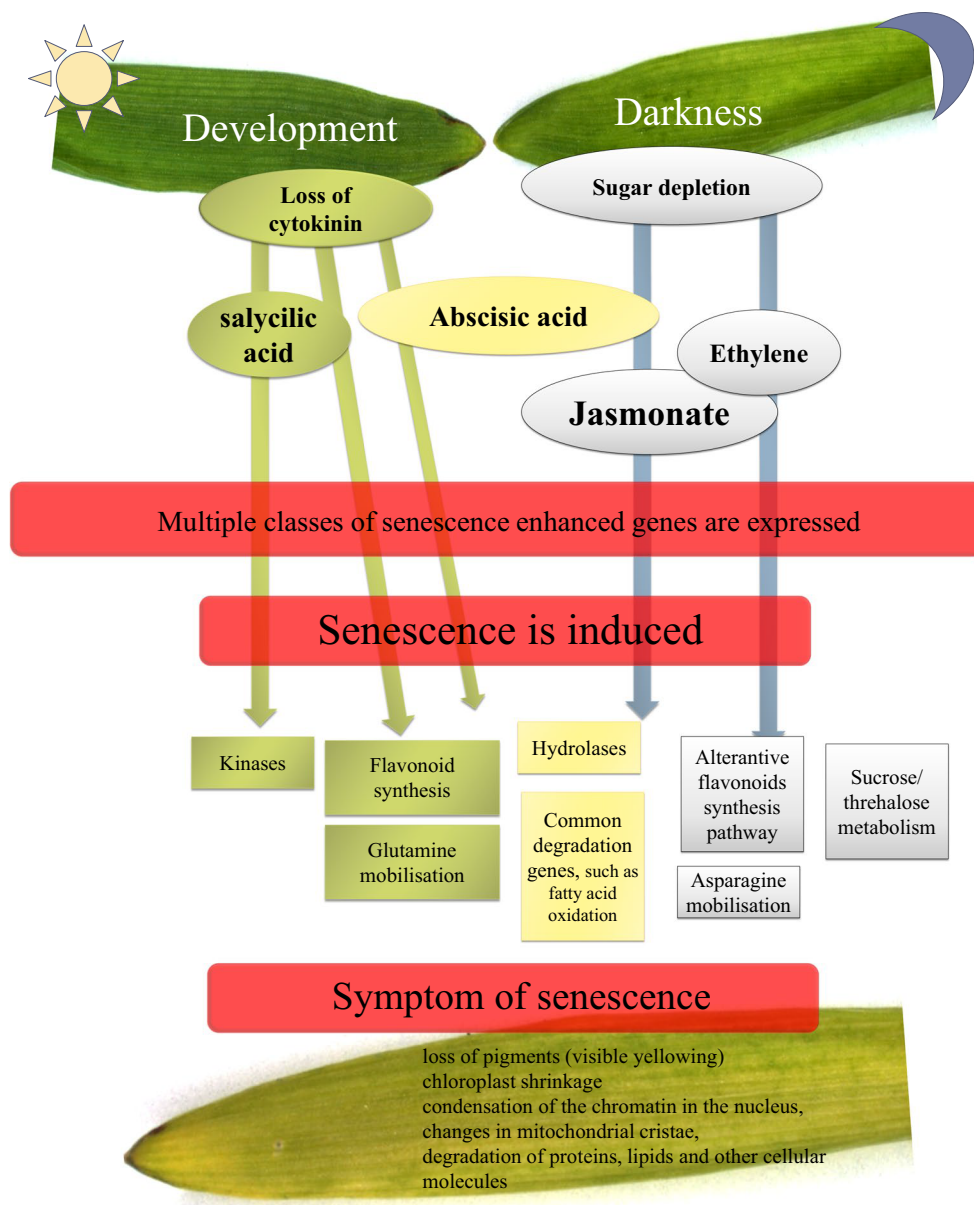 Development
Darkness
Loss of
cytokinin
Sugar depletion
salycilic
acid
Abscisic acid
Ethylene
Jasmonate
Multiple classes of senescence enhanced genes are expressed
Senescence is induced
Kinases
Flavonoid
synthesis
Glutamine
mobilisation
Hydrolases
Common
degradation
genes, such as
fatty acid
oxidation
Alterantive
flavonoids
synthesis
pathway
Asparagine
mobilisation
Sucrose/
threhalose
metabolism
Symptom of senescence
loss of pigments (visible yellowing)
chloroplast shrinkage
condensation of the chromatin in the nucleus,
changes in mitochondrial cristae,
degradation of proteins, lipids and other cellular
molecules